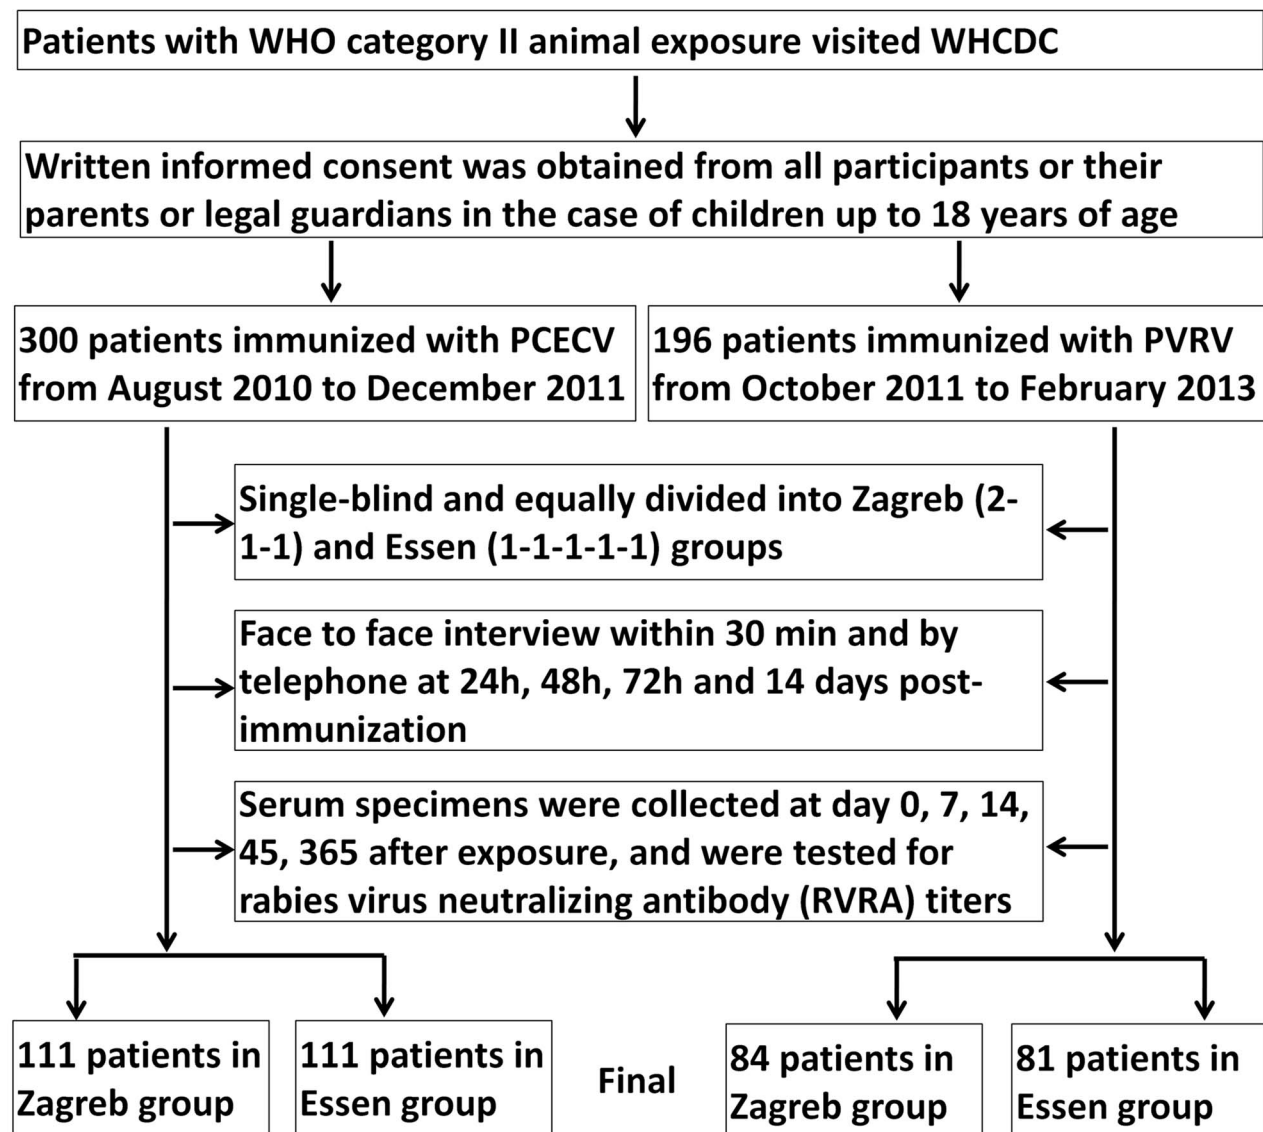 Patients with WHO category II animal exposure visited WHCDC
Written informed consent was obtained from all participants or their
parents or legal guardians in the case of children up to 18 years of age
300 patients immunized with PCECV
from August 2010 to December 2011
196 patients immunized with PVRV
from October 2011 to February 2013
Single-blind and equally divided into Zagreb (2-
1-1) and Essen (1-1-1-1-1) groups
Face to face interview within 30 min and by
telephone at 24h, 48h, 72h and 14 days post-
immunization
Serum specimens were collected at day 0, 7, 14,
45, 365 after exposure, and were tested for
rabies virus neutralizing antibody (RVRA) titers
111 patients in
Zagreb group
111 patients in
Essen group
Final
84 patients in
Zagreb group
81 patients in
Essen group